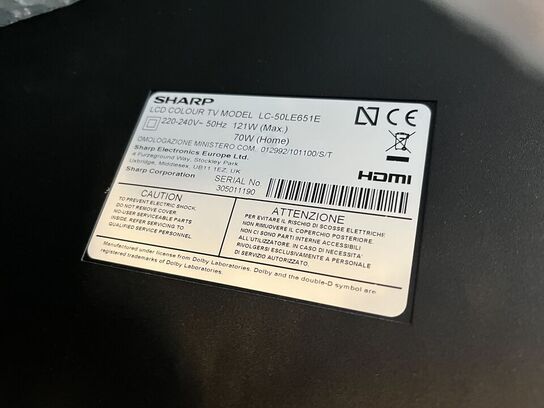 SHARP
LCD COLOUR TV MODEL LC-50LE651E
220-240V~ 50Hz 121W (Max.)
70W (Home)
OMOLOGAZIONE MINISTERO COM. 012992/101100/S/T
Sharp Electronics Europe Ltd.
4 Furzeground Way, Stockley Park
Uxbridge, Middlesex, UB11 1EZ, UK
Sharp Corporation
SERIAL No
305011190
HDMI
CAUTION
TO PREVENT ELECTRIC SHOCK,
DO NOT REMOVE COVER.
NO-USER SERVICEABLE PARTS
INSIDE. REFER SERVICING TO
QUALIFIED SERVICE PERSONNEL.
ATTENZIONE
PER EVITARE IL RISCHIO DI SCOSSE ELETTRICHE
NON RIMUOVERE IL COPERCHIO POSTERIORE.
NON CI SONO PARTI INTERNE ACCESSIBILI
ALL'UTILIZATORE. IN CASO DI NECESSITA'
RIVOLGERSI ESCLUSIVAMENTE A PERSONALE
DI SERVIZIO AUTORIZZATO.
Manufactured under license from Dolby Laboratories. Dolby and the double-D symbol are
registered trademarks of Dolby Laboratories.